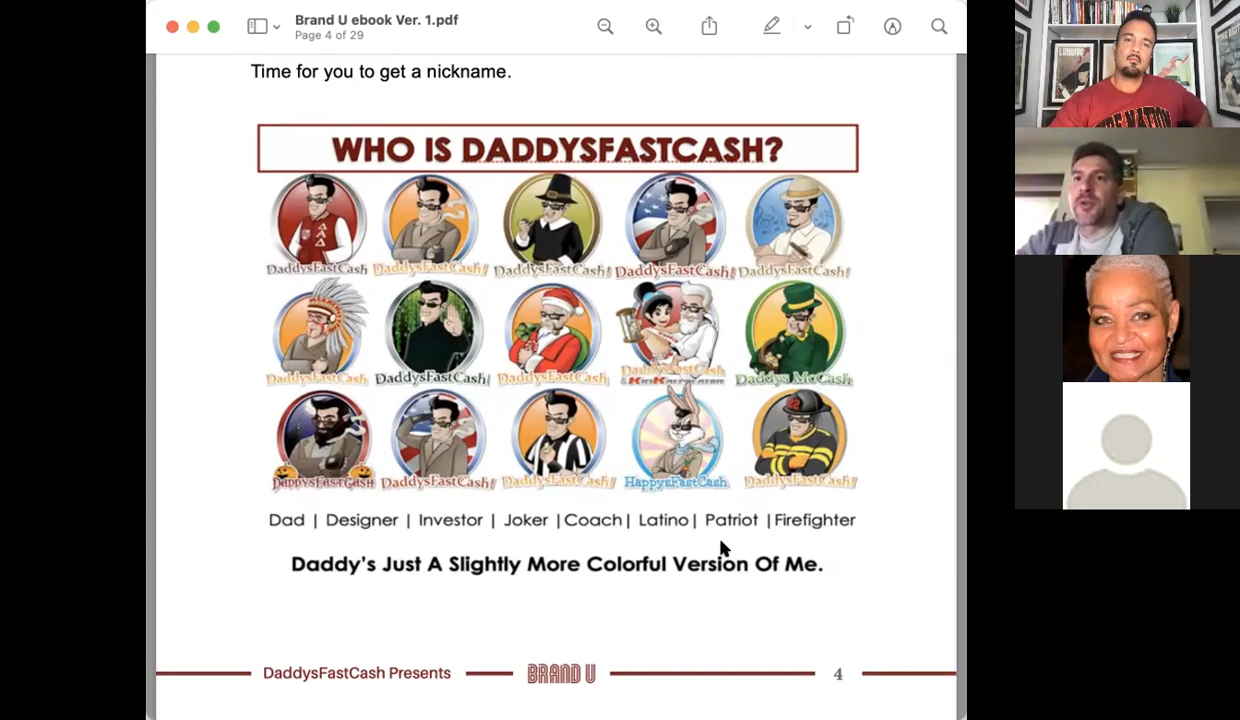 Brand U ebook Ver. 1.pdf
Page 4 of 29
Time for you to get a nickname.
WHO IS DADDYSFASTCASH?
DaddysFastCash DaddysFastCash! DaddysFastCash! DaddysFastCash! DaddysFastCash!
DaddysFastCash DaddysFastCash! DaddysFastCash DaddysFastCash Daddys McCash
& KidKalculator
DaddysFastCash DaddysFastCash! DaddysFastCash! HappysFastCash DaddysFastCash!
Dad | Designer | Investor | Joker |Coach| Latino| Patriot |Firefighter
Daddy's Just A Slightly More Colorful Version Of Me.
DaddysFastCash Presents BRAND U 4